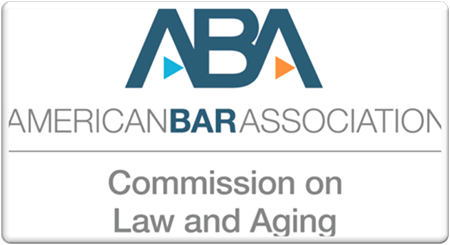 ABA
AMERICANBARASSOCIATION
Commission on
Law and Aging